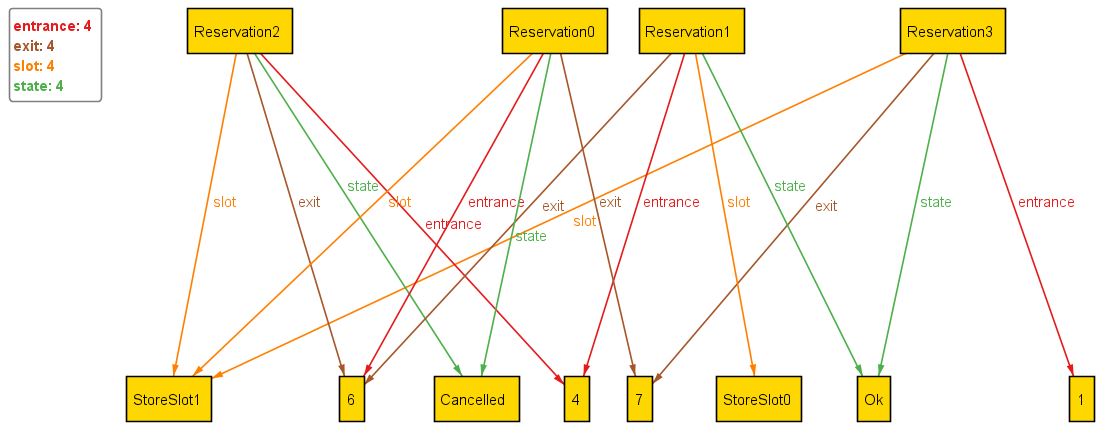 entrance: 4
exit: 4
slot: 4
state: 4
Reservation2
Reservation0
Reservation1
Reservation3
state
slot
exit
slot
entrance
exit
entrance
slot
state
entrance
exit
exit
slot
entrance
state
state
StoreSlot1
6
Cancelled
4
7
StoreSlot0
Ok
1